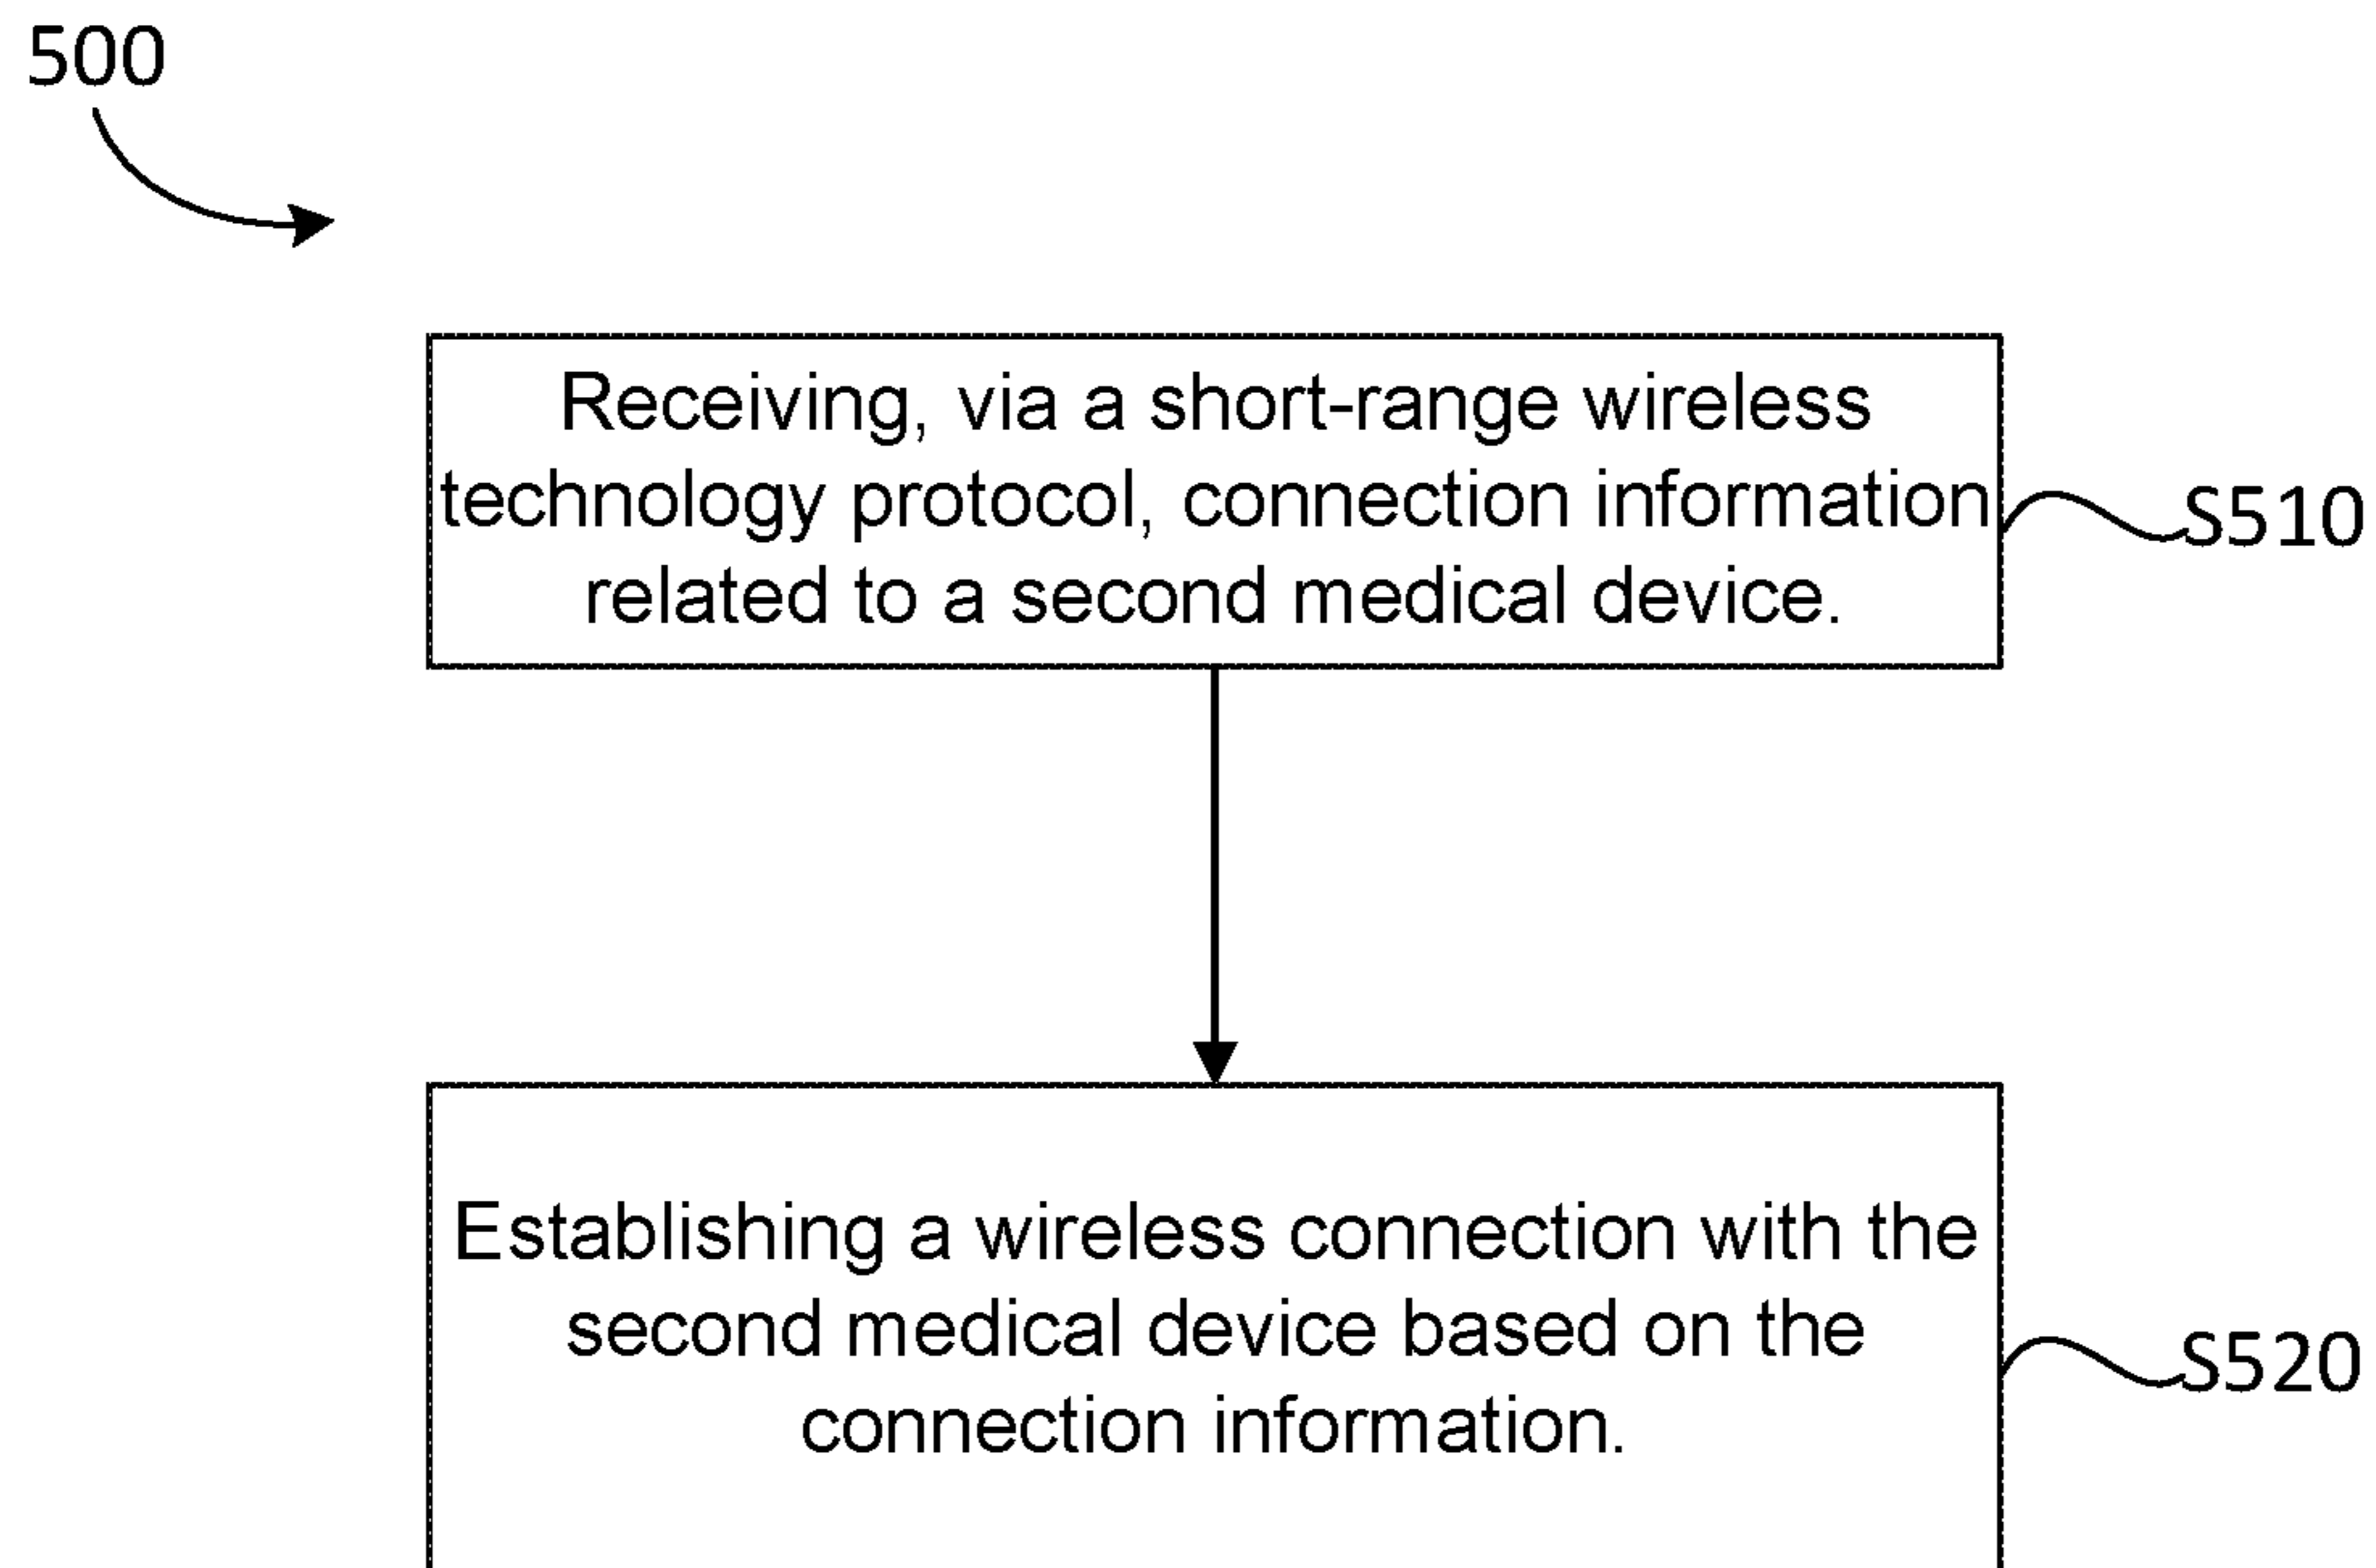 500
Receiving, via a short-range wireless
technology protocol, connection information
related to a second medical device.
S510
Establishing a wireless connection with the
second medical device based on the
connection information.
S520